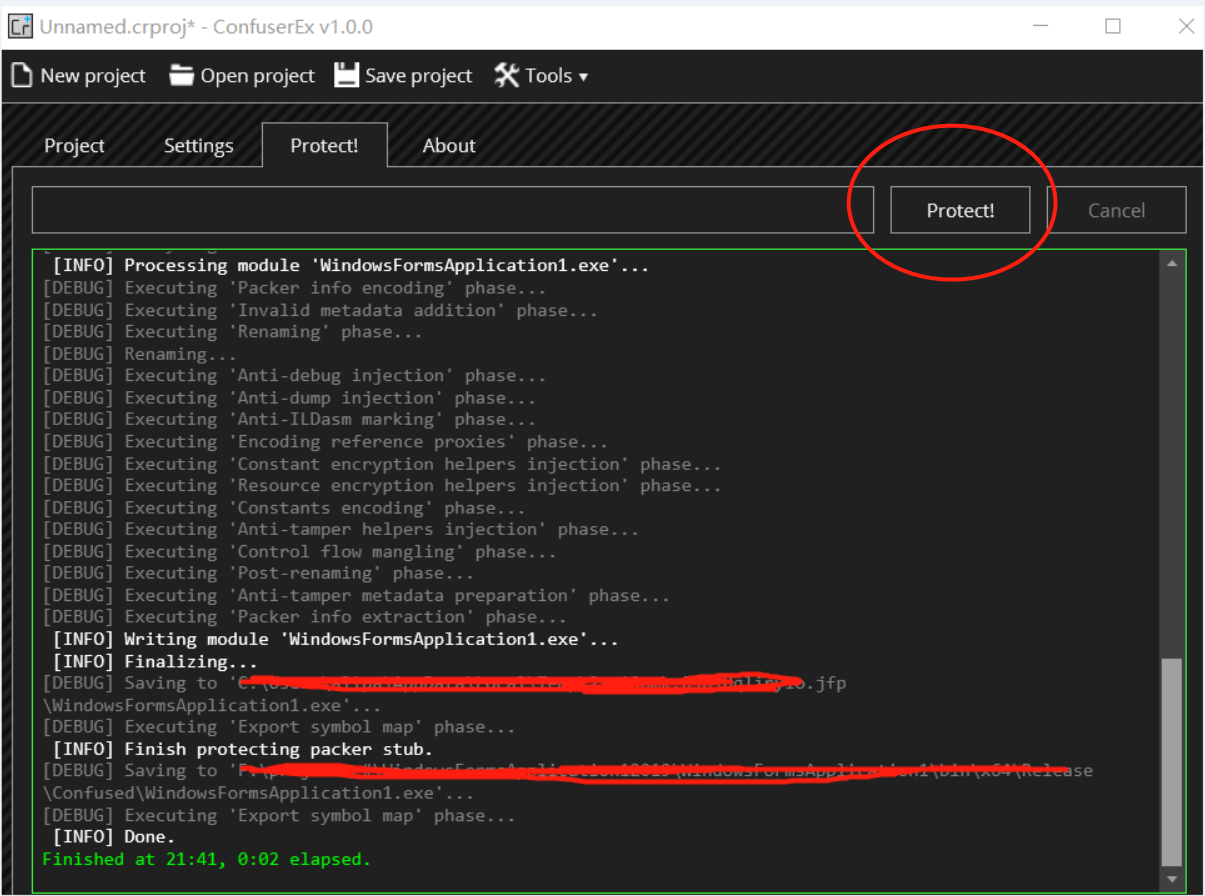 Unnamed.crproj* - ConfuserEx v1.0.0
New project Open project Save project Tools
Project Settings Protect! About
Protect! Cancel
[INFO] Processing module 'WindowsFormsApplication1.exe'...
[DEBUG] Executing 'Packer info encoding' phase...
[DEBUG] Executing 'Invalid metadata addition' phase...
[DEBUG] Executing 'Renaming' phase...
[DEBUG] Renaming...
[DEBUG] Executing 'Anti-debug injection' phase...
[DEBUG] Executing 'Anti-dump injection' phase...
[DEBUG] Executing 'Anti-ILDasm marking' phase...
[DEBUG] Executing 'Encoding reference proxies' phase...
[DEBUG] Executing 'Constant encryption helpers injection' phase...
[DEBUG] Executing 'Resource encryption helpers injection' phase...
[DEBUG] Executing 'Constants encoding' phase...
[DEBUG] Executing 'Anti-tamper helpers injection' phase...
[DEBUG] Executing 'Control flow mangling' phase...
[DEBUG] Executing 'Post-renaming' phase...
[DEBUG] Executing 'Anti-tamper metadata preparation' phase...
[DEBUG] Executing 'Packer info extraction' phase...
[INFO] Writing module 'WindowsFormsApplication1.exe'...
[INFO] Finalizing...
[DEBUG] Saving to .jfp
\WindowsFormsApplication1.exe'...
[DEBUG] Executing 'Export symbol map' phase...
[INFO] Finish protecting packer stub.
[DEBUG] Saving to \Release
\Confused\WindowsFormsApplication1.exe'...
[DEBUG] Executing 'Export symbol map' phase...
[INFO] Done.
Finished at 21:41, 0:02 elapsed.